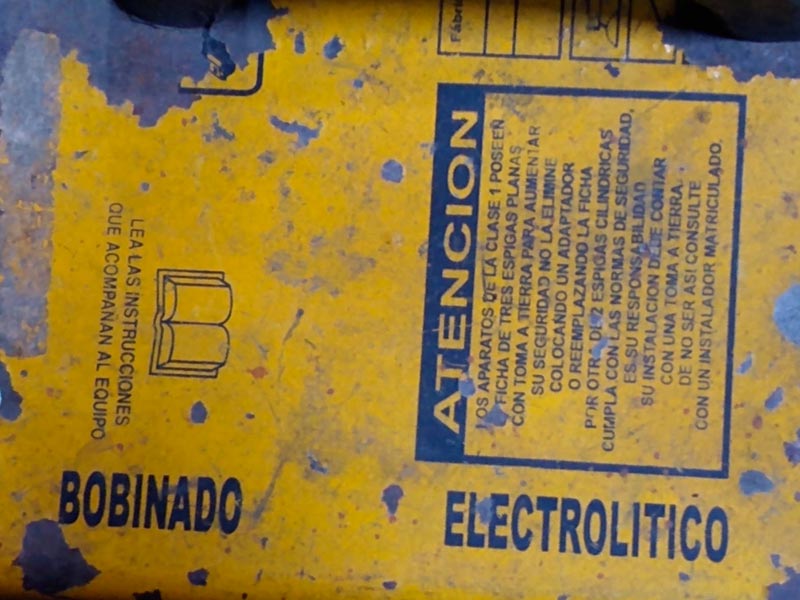 Fábric
ATENCION
LOS APARATOS DE LA CLASE 1 POSEEN
FICHA DE TRES ESPIGAS PLANAS
CON TOMA A TIERRA PARA AUMENTAR
SU SEGURIDAD NO LA ELIMINE
COLOCANDO UN ADAPTADOR
O REEMPLAZANDO LA FICHA
POR OTRA DE 2 ESPIGAS CILINDRICAS
CUMPLA CON LAS NORMAS DE SEGURIDAD,
ES SU RESPONSABILIDAD
SU INSTALACION DEBE CONTAR
CON UNA TOMA A TIERRA.
DE NO SER ASI CONSULTE
CON UN INSTALADOR MATRICULADO.
LEA LAS INSTRUCCIONES
QUE ACOMPAÑAN AL EQUIPO
BOBINADO
ELECTROLITICO